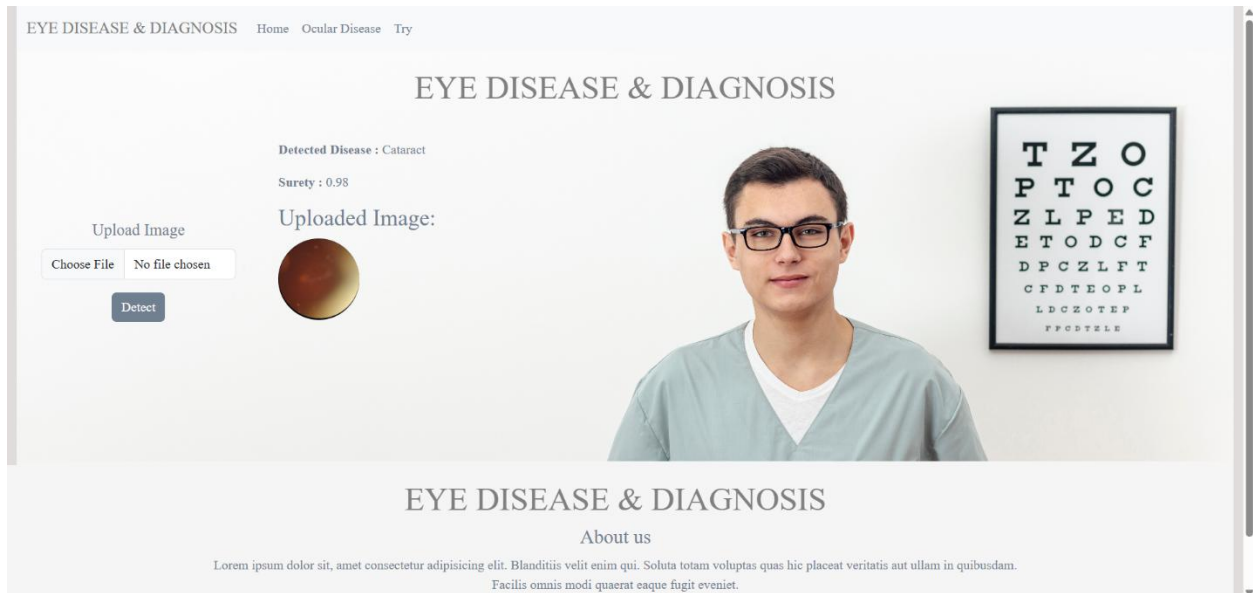 EYE DISEASE & DIAGNOSIS Home Ocular Disease Try
EYE DISEASE & DIAGNOSIS
Detected Disease : Cataract
Surety : 0.98
Uploaded Image:
Upload Image
Choose File No file chosen
Detect
T Z O
P T O C
Z L P E D
E T O D C F
D P C Z L F T
C F D T E O P L
L D C Z O T E P
F P C D T Z L E
EYE DISEASE & DIAGNOSIS
About us
Lorem ipsum dolor sit, amet consectetur adipisicing elit. Blanditiis velit enim qui. Soluta totam voluptas quas hic placeat veritatis aut ullam in quibusdam.
Facilis omnis modi quaerat eaque fugit eveniet.